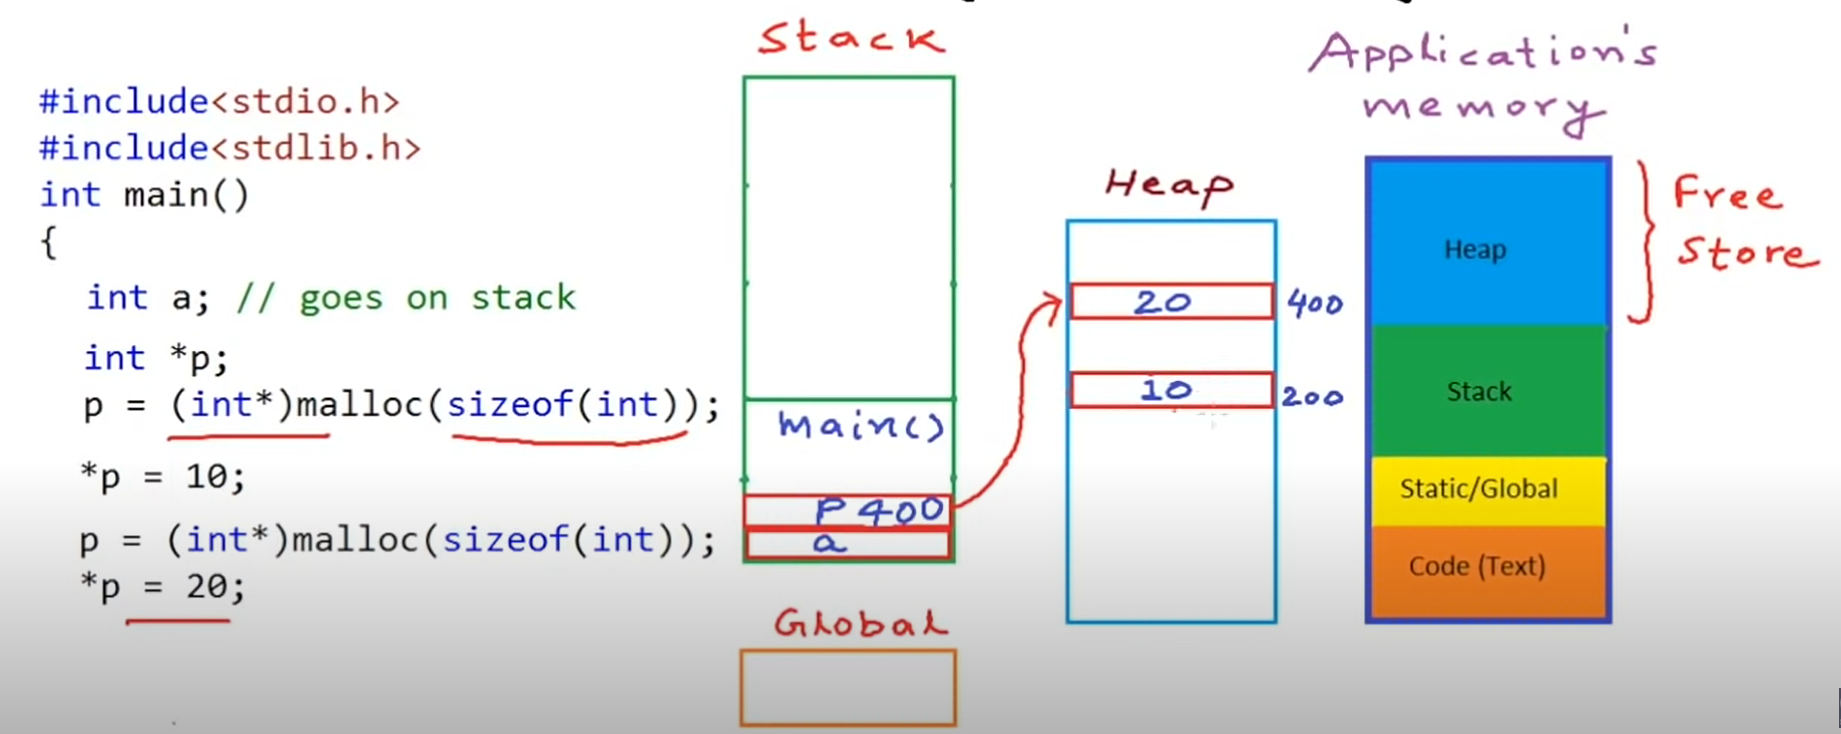 #include<stdio.h>
#include<stdlib.h>
int main()
{
int a; // goes on stack
int *p;
p = (int*)malloc(sizeof(int));
*p = 10;
p = (int*)malloc(sizeof(int));
*p = 20;
Stack
main()
P 400
a
Global
Heap
20 400
10 200
Application's
memory
Heap
Stack
Static/Global
Code (Text)
Free
Store